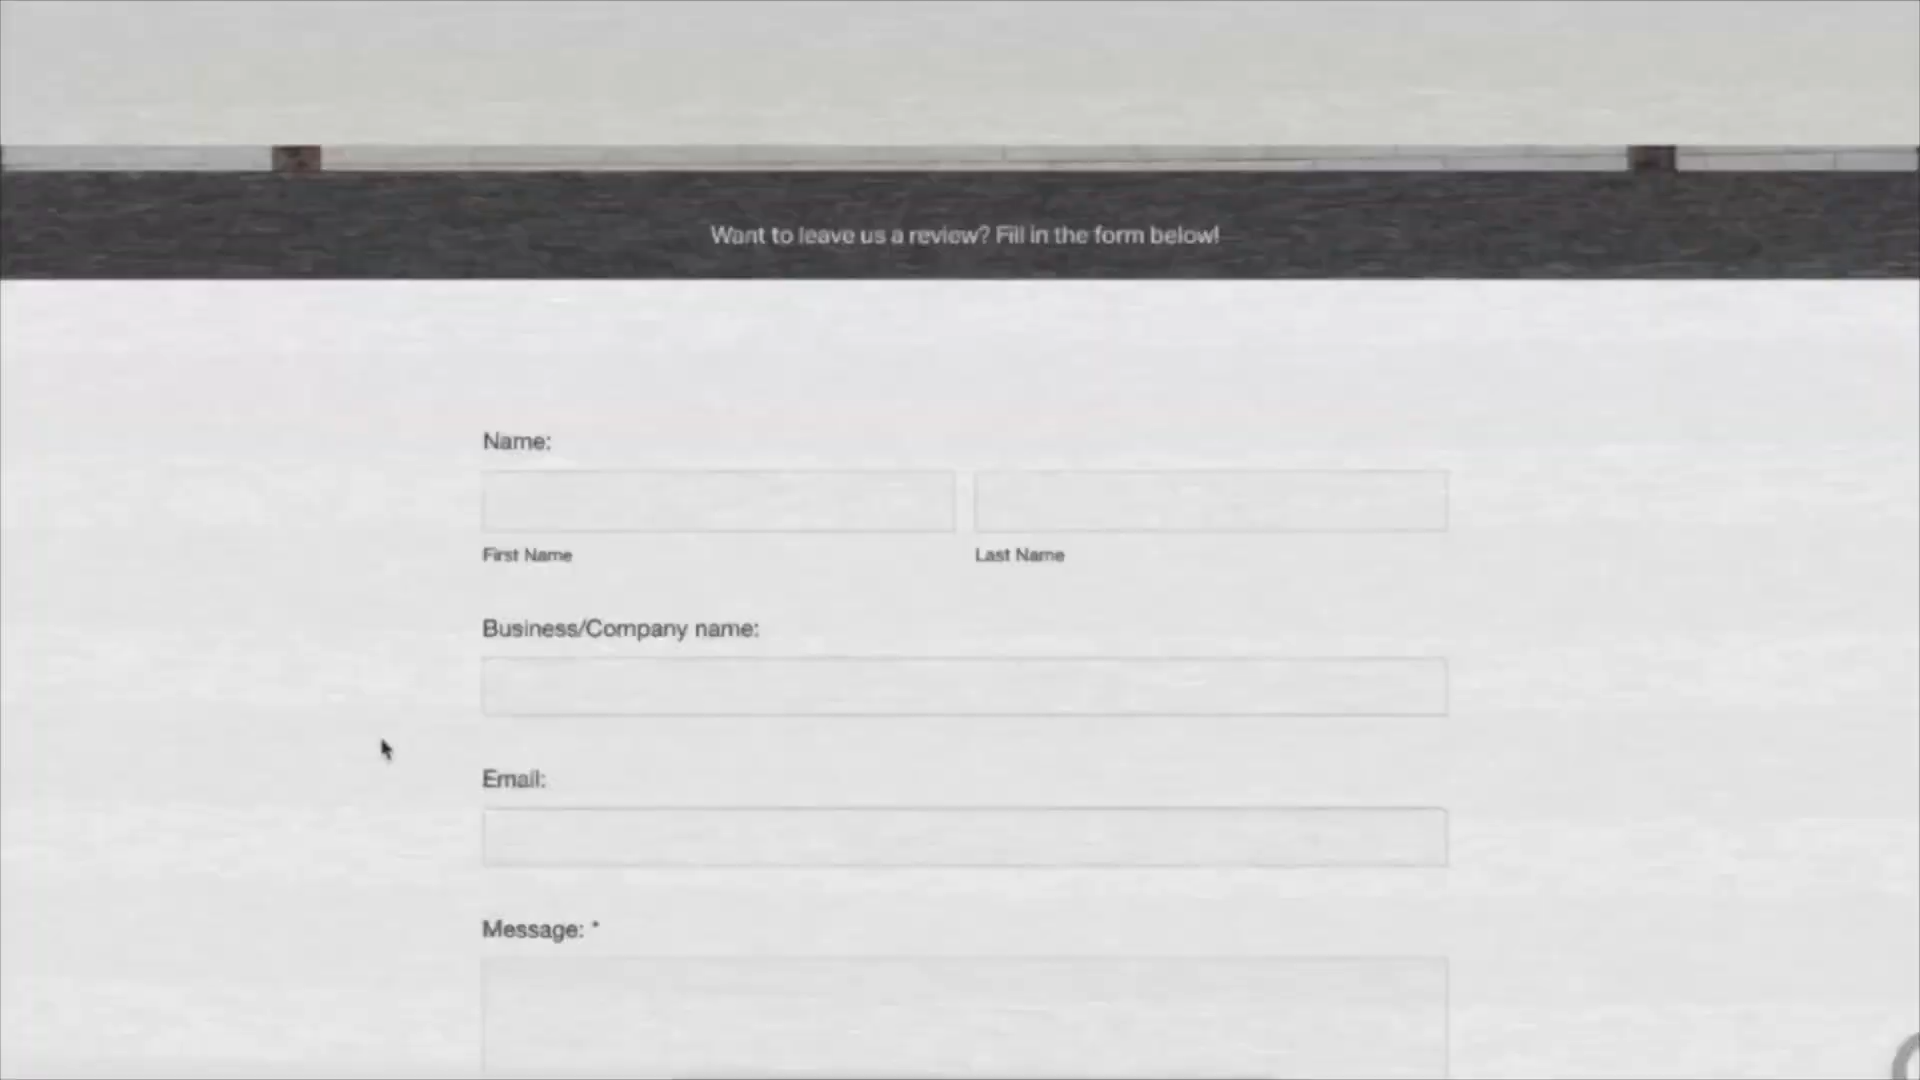 Want to leave us a review? Fill in the form below!
Name:
First Name
Last Name
Business/Company name:
Email:
Message: *